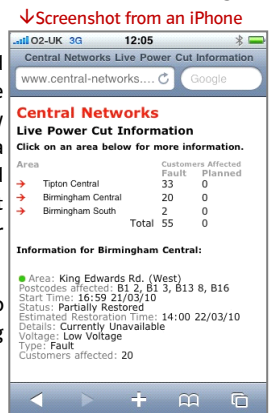 ↓Screenshot from an iPhone
O2-UK 3G 12:05
Central Networks Live Power Cut Information
www.central-networks.... Google
Central Networks
Live Power Cut Information
Click on an area below for more information.
Area Customers Affected
Fault Planned
→ Tipton Central 33 0
→ Birmingham Central 20 0
→ Birmingham South 2 0
Total 55 0
Information for Birmingham Central:
Area: King Edwards Rd. (West)
Postcodes affected: B1 2, B1 3, B13 8, B16
Start Time: 16:59 21/03/10
Status: Partially Restored
Estimated Restoration Time: 14:00 22/03/10
Details: Currently Unavailable
Voltage: Low Voltage
Type: Fault
Customers affected: 20